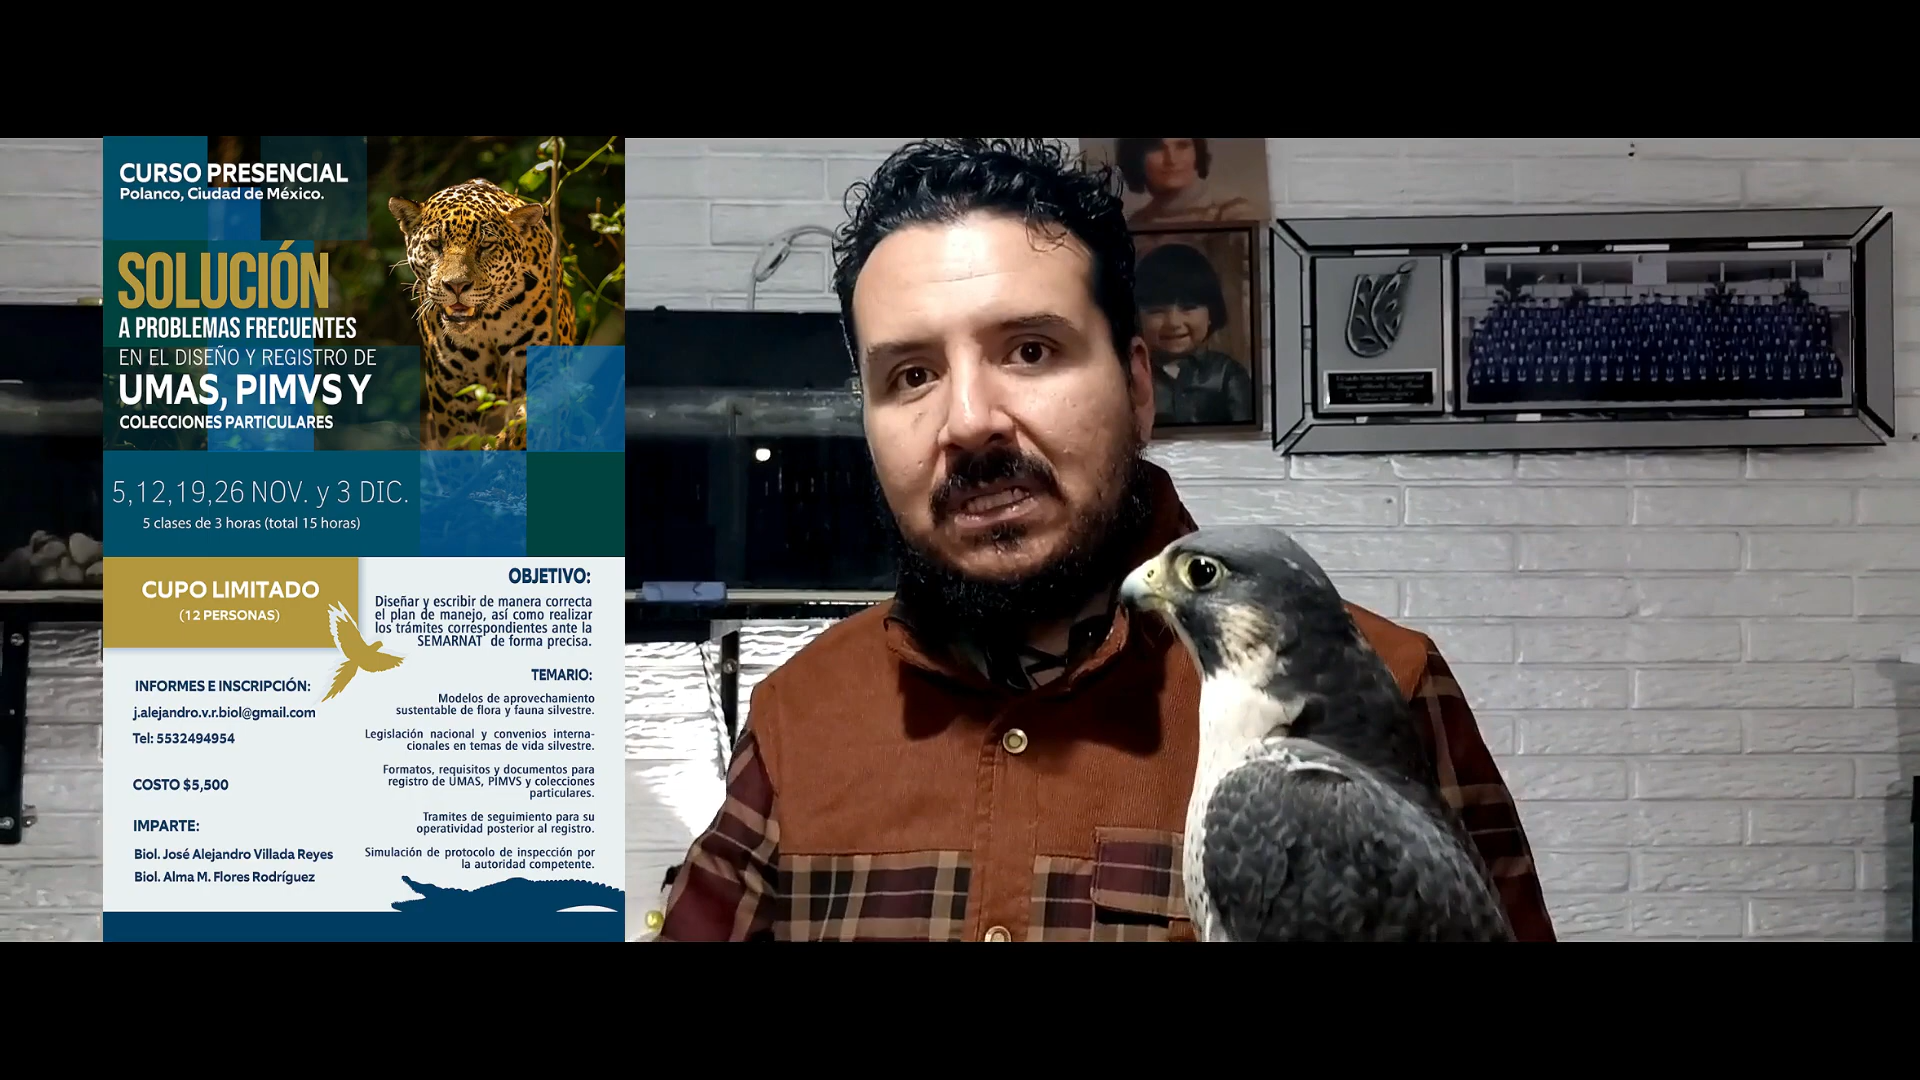 CURSO PRESENCIAL
Polanco, Ciudad de México.
SOLUCIÓN
A PROBLEMAS FRECUENTES
EN EL DISEÑO Y REGISTRO DE
UMAS, PIMVS Y
COLECCIONES PARTICULARES
5,12,19,26 NOV. y 3 DIC.
5 clases de 3 horas (total 15 horas)
CUPO LIMITADO
(12 PERSONAS)
INFORMES E INSCRIPCIÓN:
j.alejandro.v.r.biol@gmail.com
Tel: 5532494954
COSTO $5,500
IMPARTE:
Biol. José Alejandro Villada Reyes
Biol. Alma M. Flores Rodríguez
OBJETIVO:
Diseñar y escribir de manera correcta
el plan de manejo, así como realizar
los trámites correspondientes ante la
SEMARNAT de forma precisa.
TEMARIO:
Modelos de aprovechamiento
sustentable de flora y fauna silvestre.
Legislación nacional y convenios interna-
cionales en temas de vida silvestre.
Formatos, requisitos y documentos para
registro de UMAS, PIMVS y colecciones
particulares.
Tramites de seguimiento para su
operatividad posterior al registro.
Simulación de protocolo de inspección por
la autoridad competente.